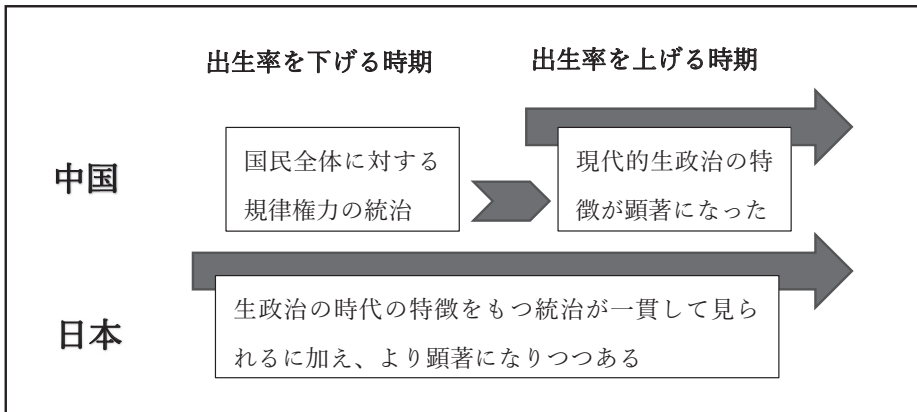 出生率を下げる時期
出生率を上げる時期
中国
国民全体に対する
規律権力の統治
現代的生政治の特
徴が顕著になった
日本
生政治の時代の特徴をもつ統治が一貫して見ら
れるに加え、より顕著になりつつある